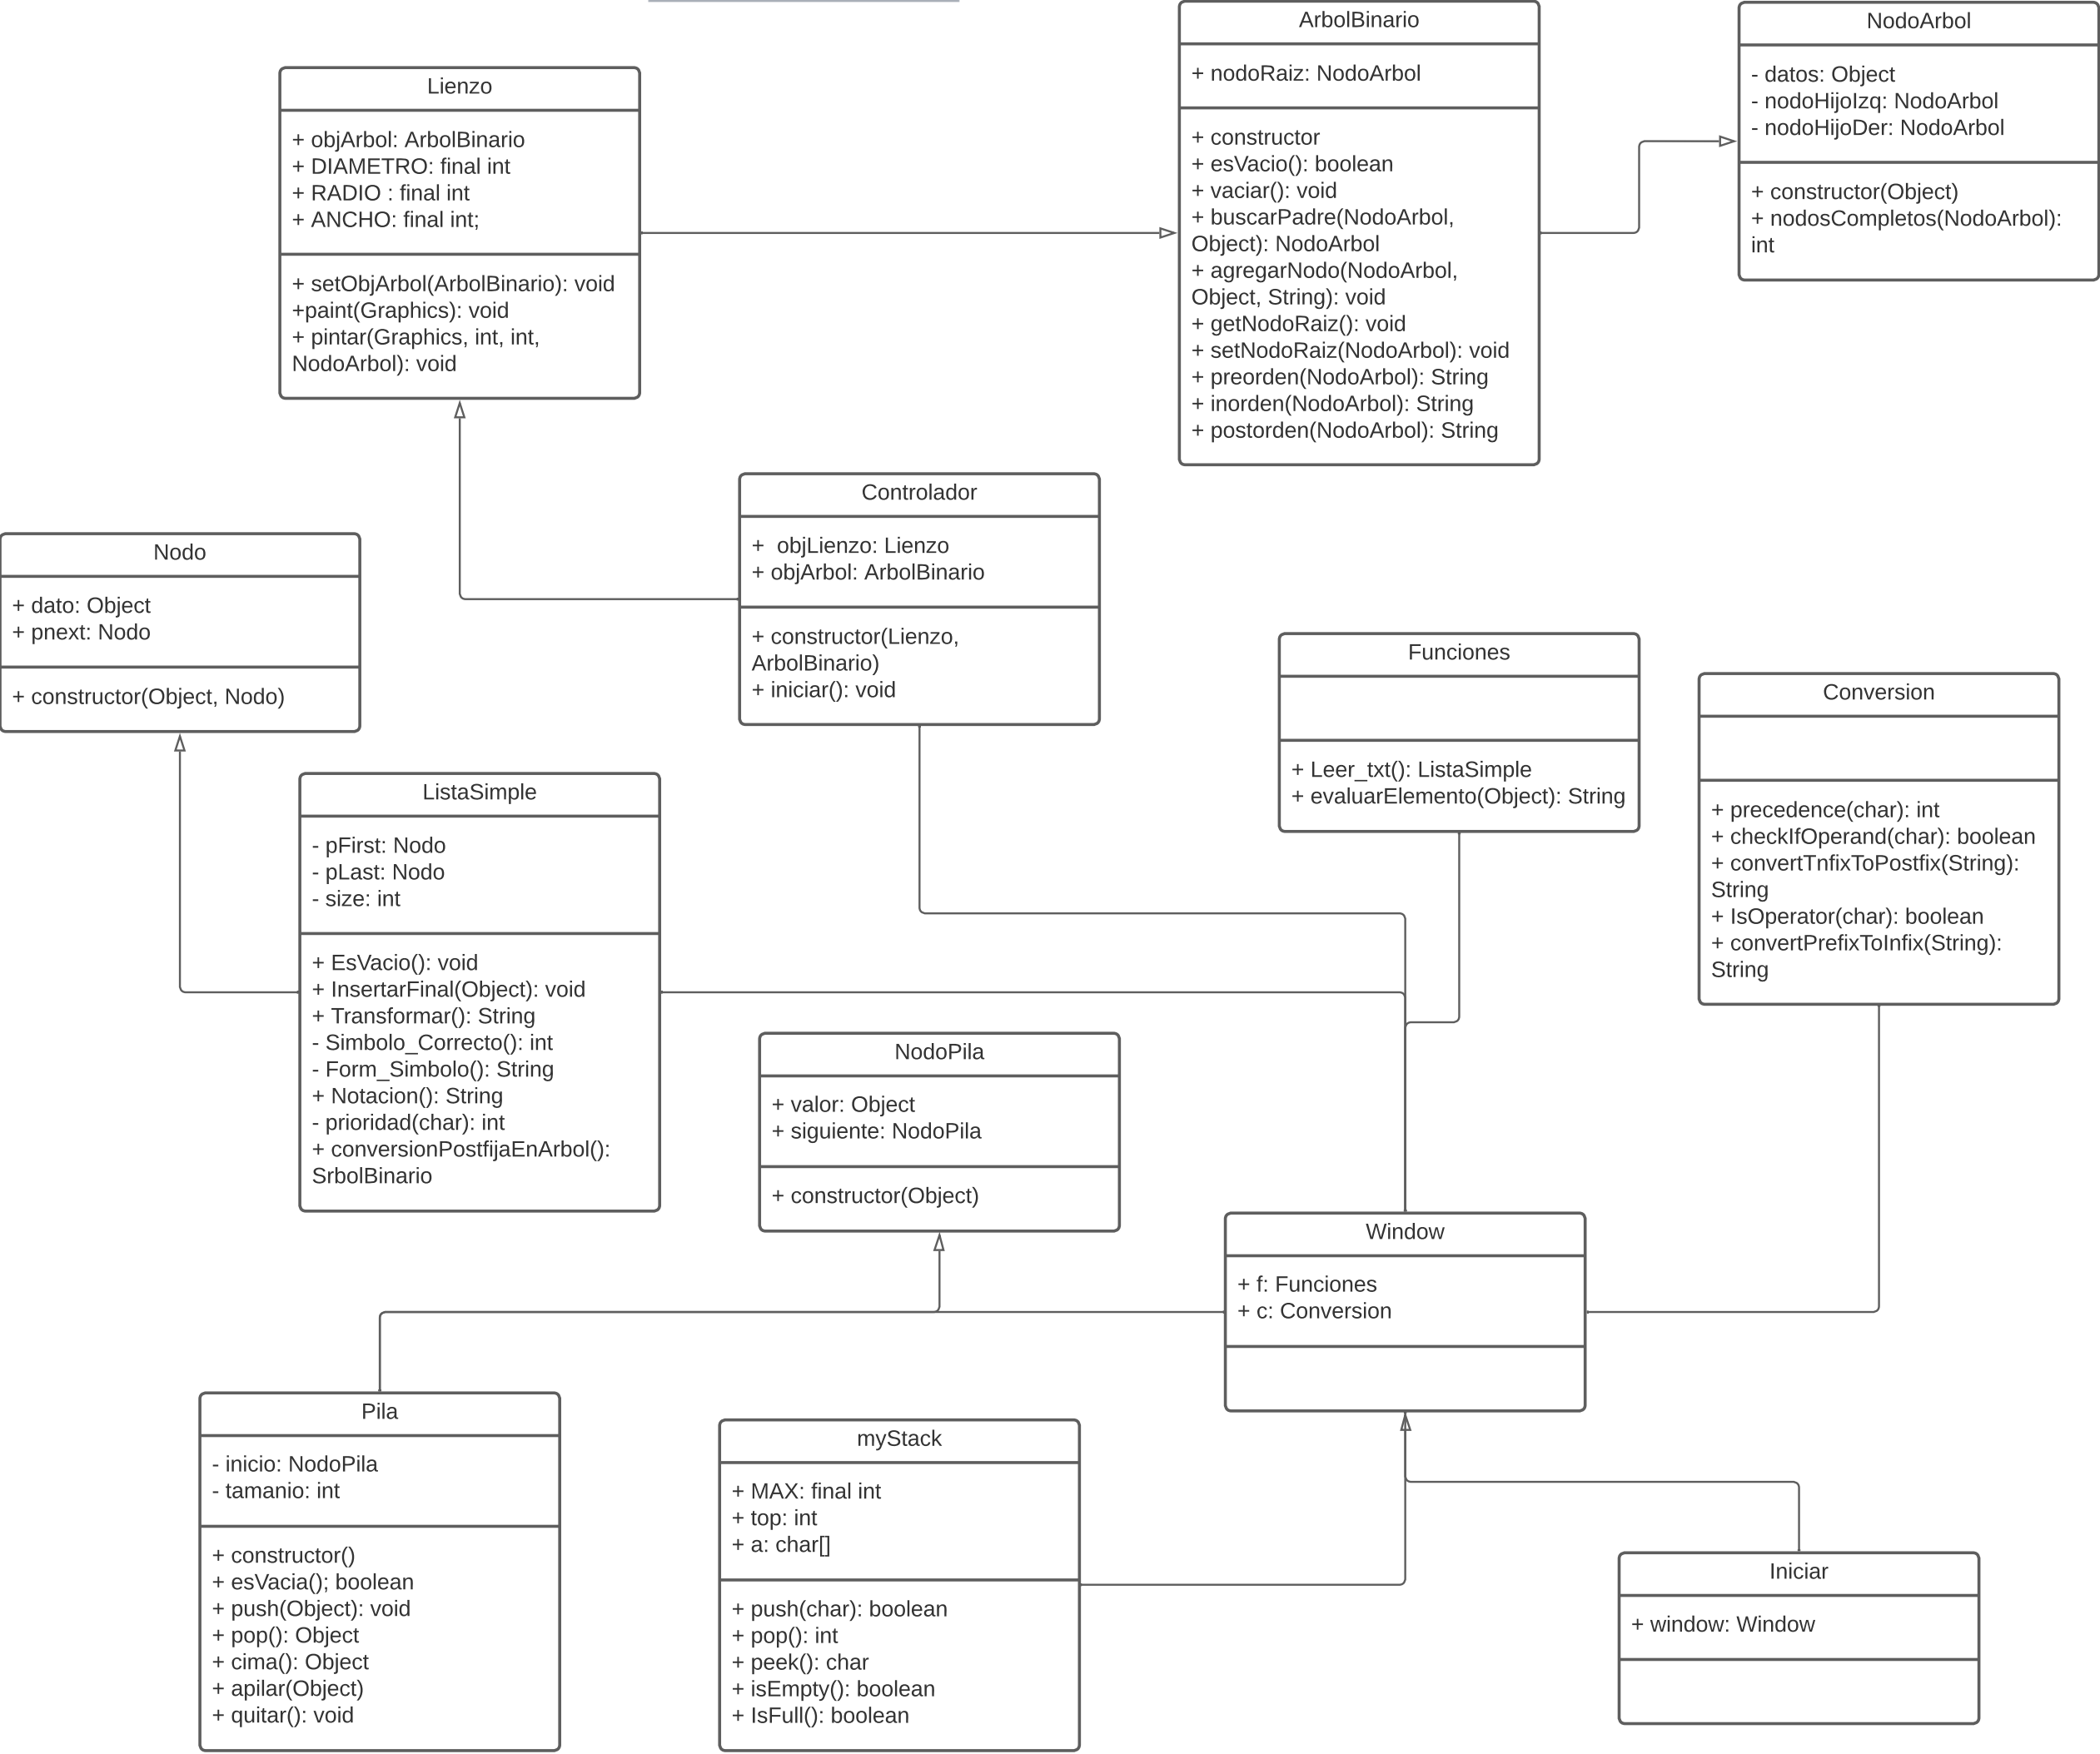 ArbolBinario
+ nodoRaiz: NodoArbol
+ constructor
+ esVacio(): boolean
+ vaciar(): void
+ buscarPadre(NodoArbol,
Object): NodoArbol
+ agregarNodo(NodoArbol,
Object, String): void
+ getNodoRaiz(): void
+ setNodoRaiz(NodoArbol): void
+ preorden(NodoArbol): String
+ inorden(NodoArbol): String
+ postorden(NodoArbol): String
NodoArbol
- datos: Object
- nodoHijoIzq: NodoArbol
- nodoHijoDer: NodoArbol
+ constructor(Object)
+ nodosCompletos(NodoArbol):
int
Lienzo
+ objArbol: ArbolBinario
+ DIAMETRO: final int
+ RADIO : final int
+ ANCHO: final int;
+ setObjArbol(ArbolBinario): void
+paint(Graphics): void
+ pintar(Graphics, int, int,
NodoArbol): void
Controlador
+  objLienzo: Lienzo
+ objArbol: ArbolBinario
+ constructor(Lienzo,
ArbolBinario)
+ iniciar(): void
Nodo
+ dato: Object
+ pnext: Nodo
+ constructor(Object, Nodo)
Funciones
+ Leer_txt(): ListaSimple
+ evaluarElemento(Object): String
Conversion
+ precedence(char): int
+ checkIfOperand(char): boolean
+ convertTnfixToPostfix(String):
String
+ IsOperator(char): boolean
+ convertPrefixToInfix(String):
String
ListaSimple
- pFirst: Nodo
- pLast: Nodo
- size: int
+ EsVacio(): void
+ InsertarFinal(Object): void
+ Transformar(): String
- Simbolo_Correcto(): int
- Form_Simbolo(): String
+ Notacion(): String
- prioridad(char): int
+ conversionPostfijaEnArbol():
SrbolBinario
NodoPila
+ valor: Object
+ siguiente: NodoPila
+ constructor(Object)
Window
+ f: Funciones
+ c: Conversion
Pila
- inicio: NodoPila
- tamanio: int
+ constructor()
+ esVacia(); boolean
+ push(Object): void
+ pop(): Object
+ cima(): Object
+ apilar(Object)
+ quitar(): void
myStack
+ MAX: final int
+ top: int
+ a: char[]
+ push(char): boolean
+ pop(): int
+ peek(): char
+ isEmpty(): boolean
+ IsFull(): boolean
Iniciar
+ window: Window